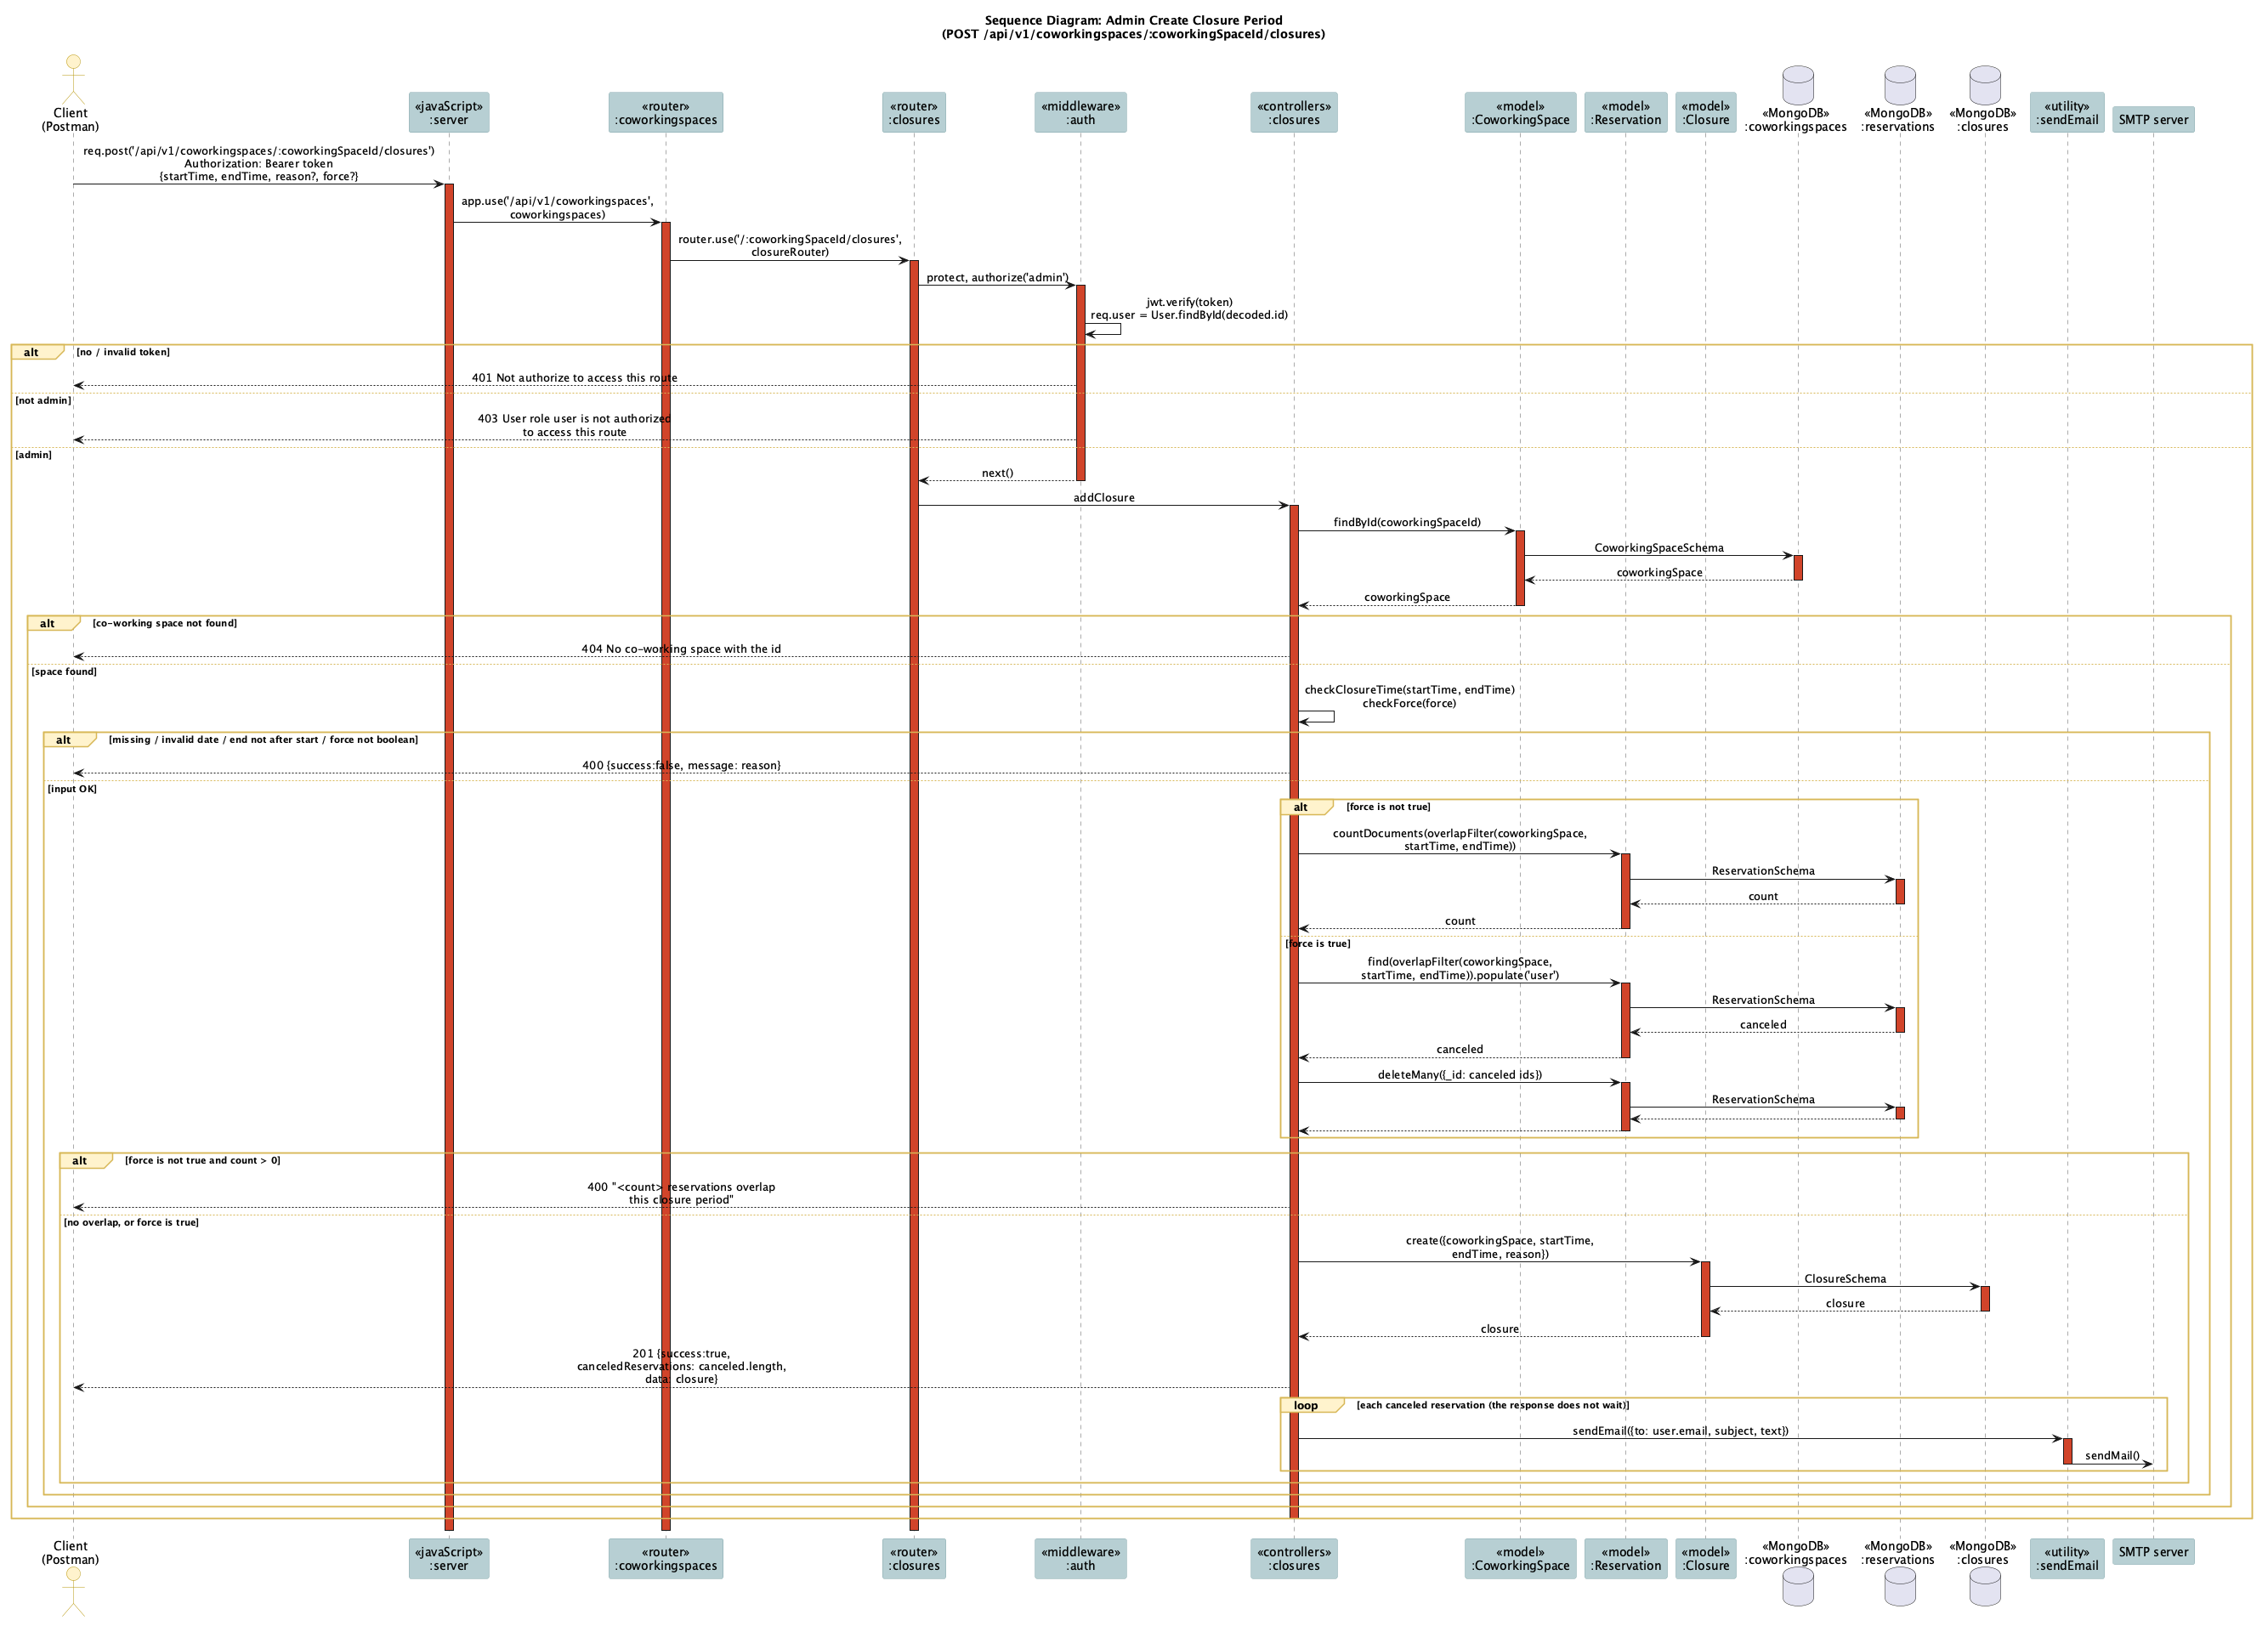 Sequence Diagram: Admin Create Closure Period
(POST /api/v1/coworkingspaces/:coworkingSpaceId/closures)
Client
(Postman)
«javaScript»
:server
«router»
:coworkingspaces
«router»
:closures
«middleware»
:auth
«controllers»
:closures
«model»
:CoworkingSpace
«model»
:Reservation
«model»
:Closure
«MongoDB»
:coworkingspaces
«MongoDB»
:reservations
«MongoDB»
:closures
«utility»
:sendEmail
SMTP server
req.post('/api/v1/coworkingspaces/:coworkingSpaceId/closures')
Authorization: Bearer token
{startTime, endTime, reason?, force?}
app.use('/api/v1/coworkingspaces',
coworkingspaces)
router.use('/:coworkingSpaceId/closures',
closureRouter)
protect, authorize('admin')
jwt.verify(token)
req.user = User.findById(decoded.id)
alt [no / invalid token]
401 Not authorize to access this route
[not admin]
403 User role user is not authorized
to access this route
[admin]
next()
addClosure
findById(coworkingSpaceId)
CoworkingSpaceSchema
coworkingSpace
coworkingSpace
alt [co-working space not found]
404 No co-working space with the id
[space found]
checkClosureTime(startTime, endTime)
checkForce(force)
alt [missing / invalid date / end not after start / force not boolean]
400 {success:false, message: reason}
[input OK]
alt [force is not true]
countDocuments(overlapFilter(coworkingSpace,
startTime, endTime))
ReservationSchema
count
count
[force is true]
find(overlapFilter(coworkingSpace,
startTime, endTime)).populate('user')
ReservationSchema
canceled
canceled
deleteMany({_id: canceled ids})
ReservationSchema
alt [force is not true and count > 0]
400 "<count> reservations overlap
this closure period"
[no overlap, or force is true]
create({coworkingSpace, startTime,
endTime, reason})
ClosureSchema
closure
closure
201 {success:true,
canceledReservations: canceled.length,
data: closure}
loop [each canceled reservation (the response does not wait)]
sendEmail({to: user.email, subject, text})
sendMail()
Client
(Postman)
«javaScript»
:server
«router»
:coworkingspaces
«router»
:closures
«middleware»
:auth
«controllers»
:closures
«model»
:CoworkingSpace
«model»
:Reservation
«model»
:Closure
«MongoDB»
:coworkingspaces
«MongoDB»
:reservations
«MongoDB»
:closures
«utility»
:sendEmail
SMTP server